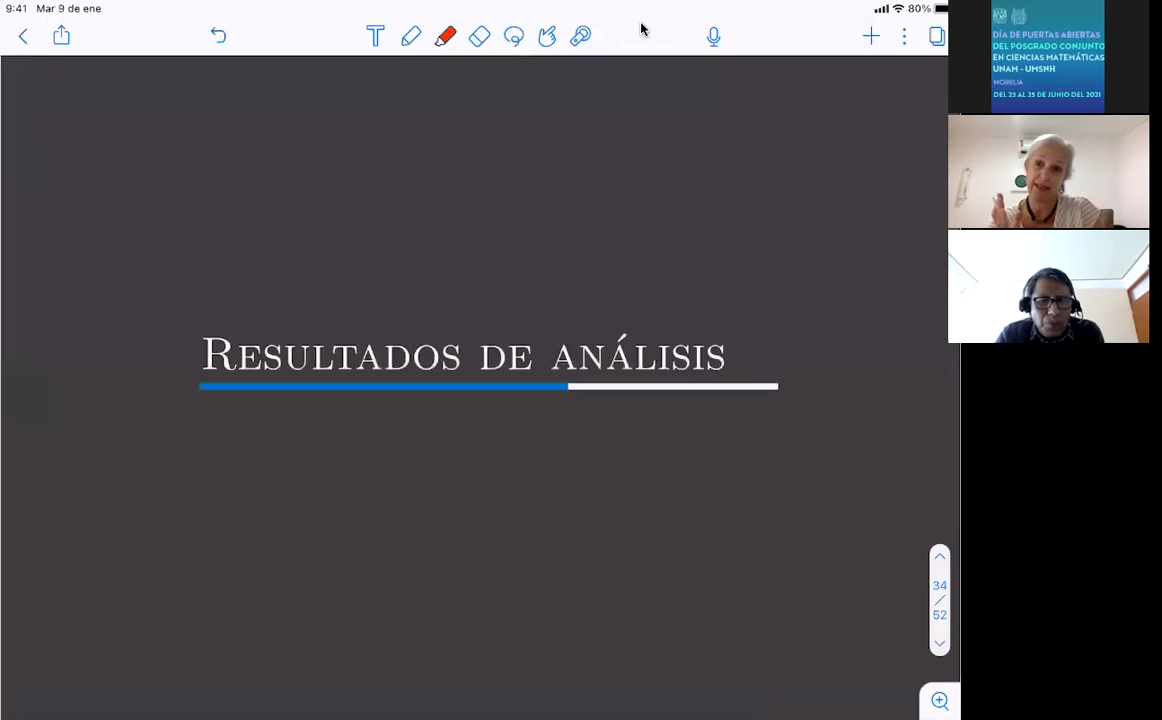 9:41 Mar 9 de ene
80%
T
RESULTADOS DE ANÁLISIS
34
/
52
DÍA DE PUERTAS ABIERTAS
DEL POSGRADO CONJUNTO
EN CIENCIAS MATEMÁTICAS
UNAM - UMSNH
MORELIA
DEL 23 AL 25 DE JUNIO DEL 2021